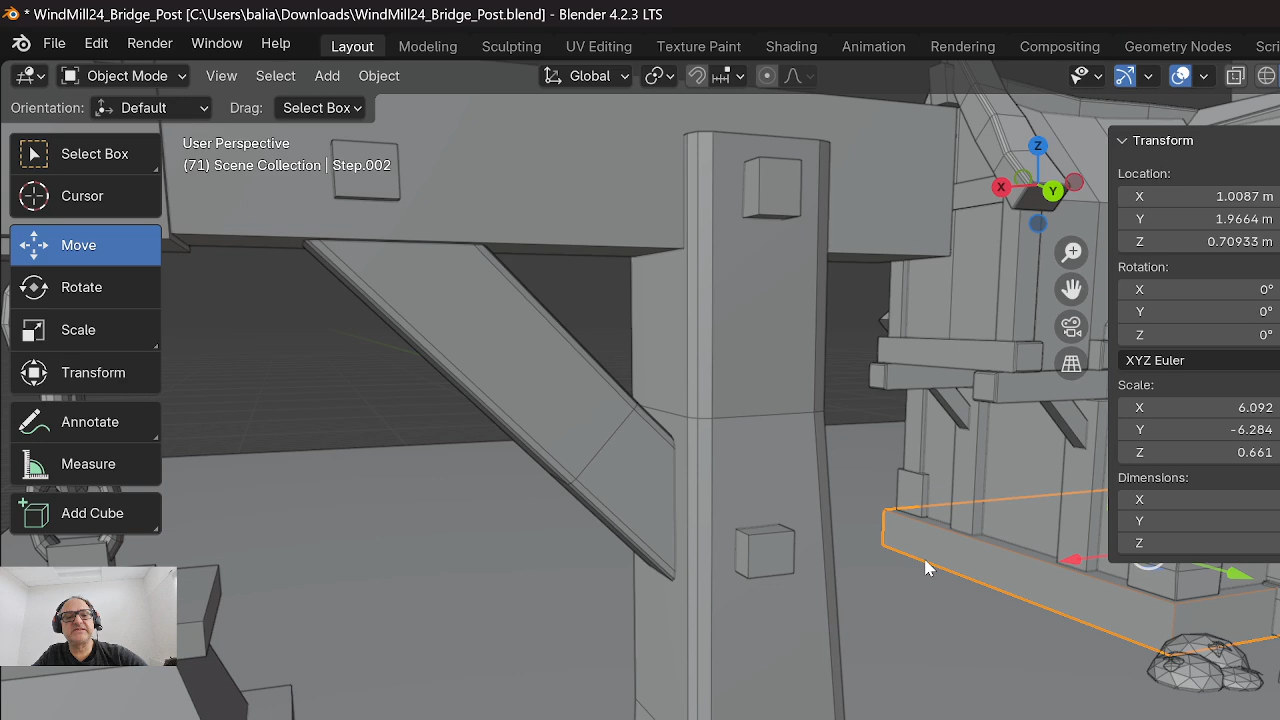 * WindMill24_Bridge_Post [C:\Users\balia\Downloads\WindMill24_Bridge_Post.blend] - Blender 4.2.3 LTS
File Edit Render Window Help Layout Modeling Sculpting UV Editing Texture Paint Shading Animation Rendering Compositing Geometry Nodes Scri
Object Mode View Select Add Object Global
Orientation: Default Drag: Select Box
User Perspective
(71) Scene Collection | Step.002
Select Box
Cursor
Move
Rotate
Scale
Transform
Annotate
Measure
Add Cube
Z
X
Y
Transform
Location:
X 1.0087 m
Y 1.9664 m
Z 0.70933 m
Rotation:
X 0°
Y 0°
Z 0°
XYZ Euler
Scale:
X 6.092
Y -6.284
Z 0.661
Dimensions:
X
Y
Z